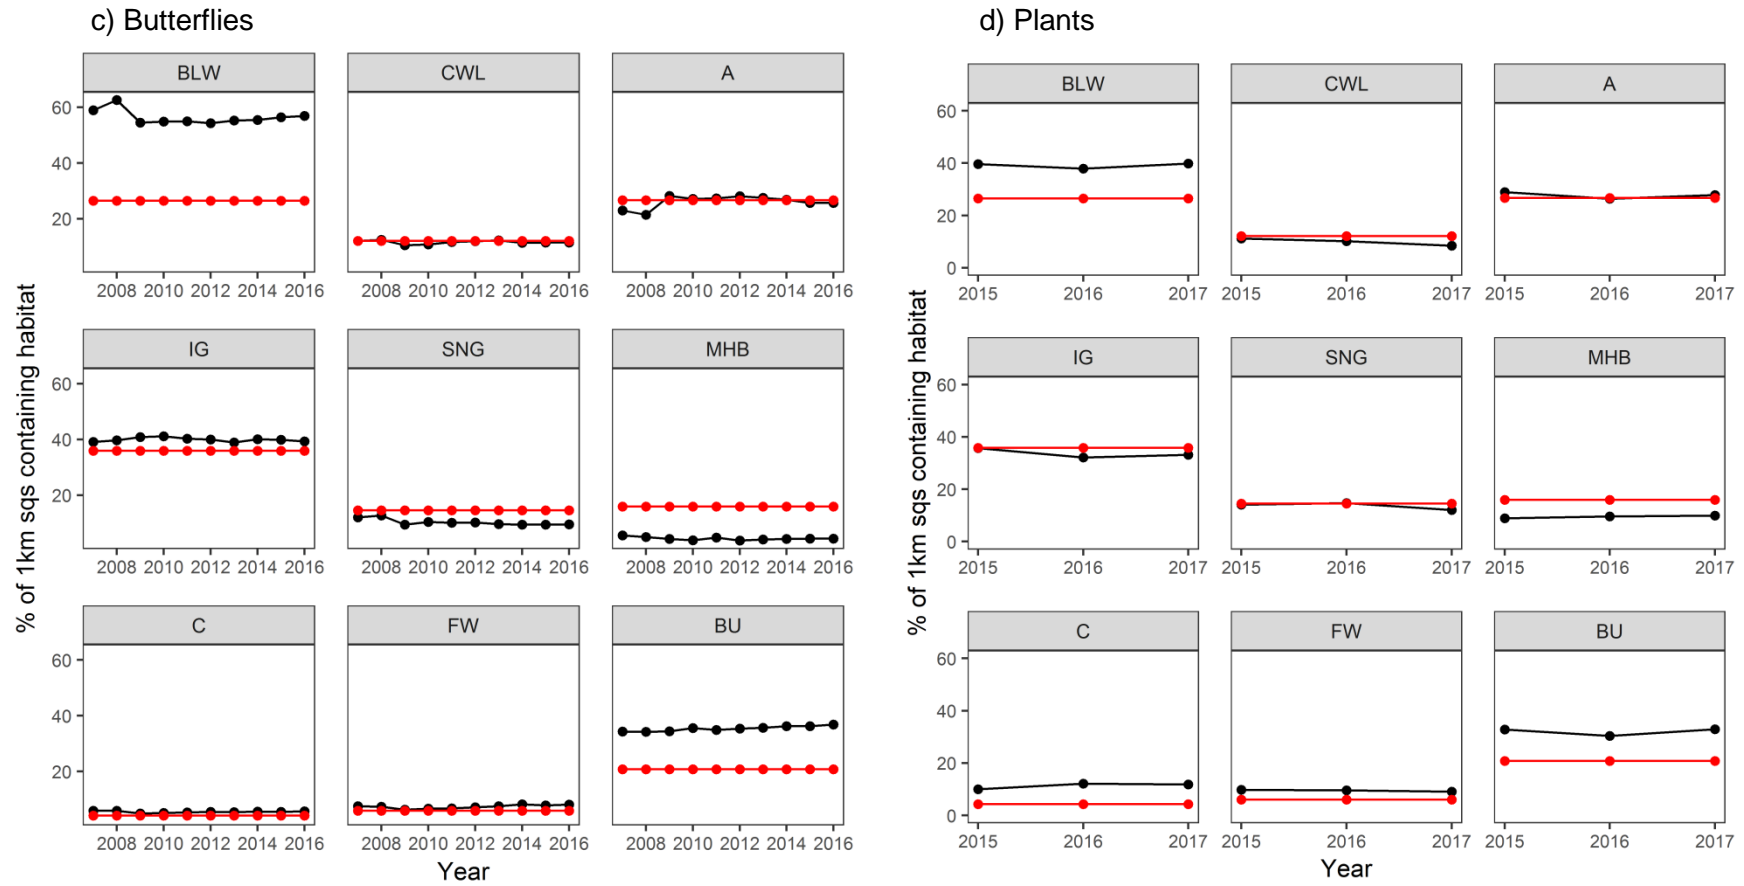 c) Butterflies
BLW CWL A
60
40
20
2008 2010 2012 2014 2016 2008 2010 2012 2014 2016 2008 2010 2012 2014 2016
IG SNG MHB
60
40
20
2008 2010 2012 2014 2016 2008 2010 2012 2014 2016 2008 2010 2012 2014 2016
C FW BU
60
40
20
2008 2010 2012 2014 2016 2008 2010 2012 2014 2016 2008 2010 2012 2014 2016
% of 1km sqs containing habitat
Year
d) Plants
BLW CWL A
60
40
20
0
2015 2016 2017 2015 2016 2017 2015 2016 2017
IG SNG MHB
60
40
20
0
2015 2016 2017 2015 2016 2017 2015 2016 2017
C FW BU
60
40
20
0
2015 2016 2017 2015 2016 2017 2015 2016 2017
% of 1km sqs containing habitat
Year